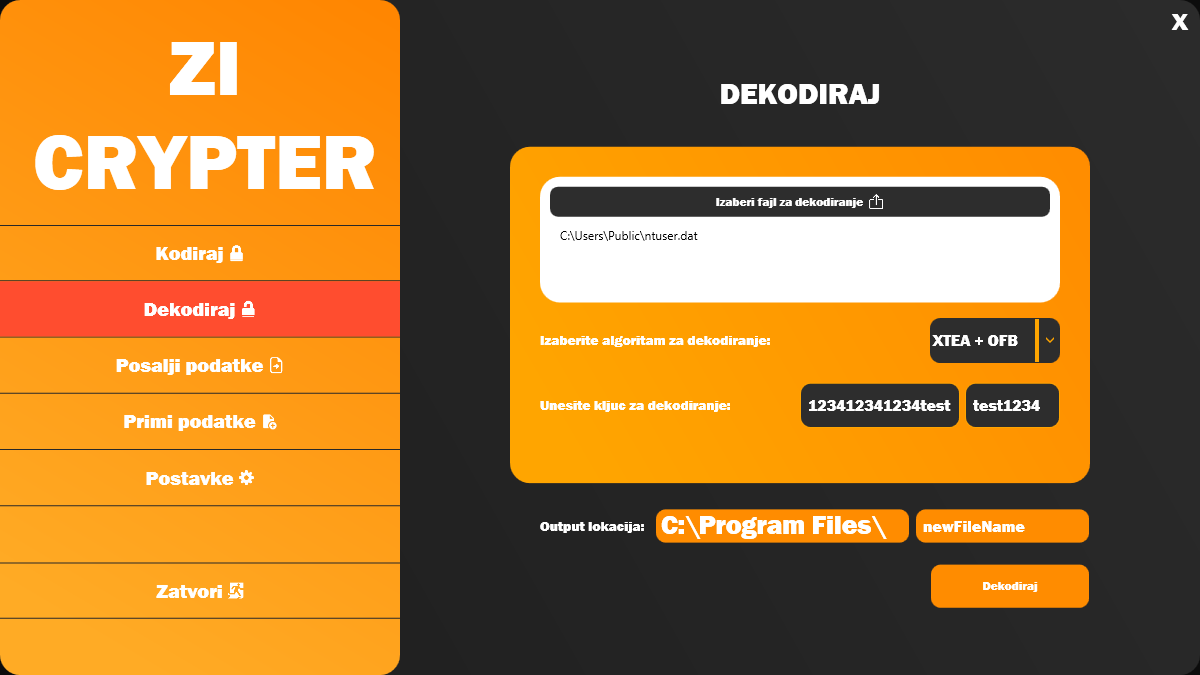 ZI
CRYPTER
Kodiraj
Dekodiraj
Posalji podatke
Primi podatke
Postavke
Zatvori
X
DEKODIRAJ
Izaberi fajl za dekodiranje
C:\Users\Public\ntuser.dat
Izaberite algoritam za dekodiranje:
XTEA + OFB
Unesite kljuc za dekodiranje:
123412341234test
test1234
Output lokacija:
C:\Program Files\
newFileName
Dekodiraj